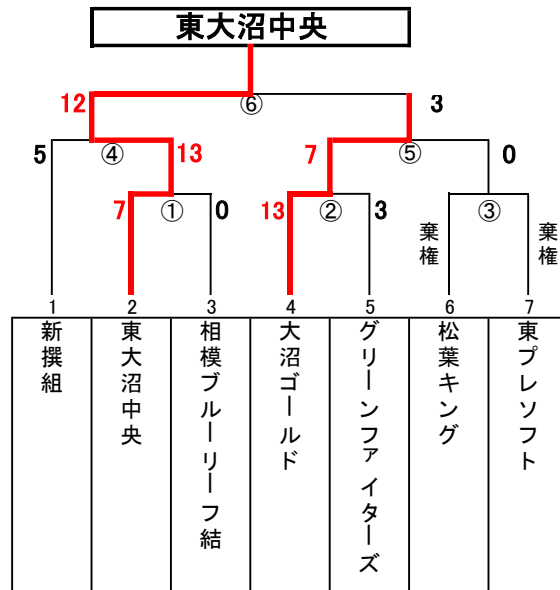 東大沼中央
12
⑥
3
5
④
13
7
⑤
0
7
①
0
13
②
3
棄権
③
棄権
1
2
3
4
5
6
7
新撰組
東大沼中央
相模ブルーリーフ結
大沼ゴールド
グリーンファイターズ
松葉キング
東プレソフト